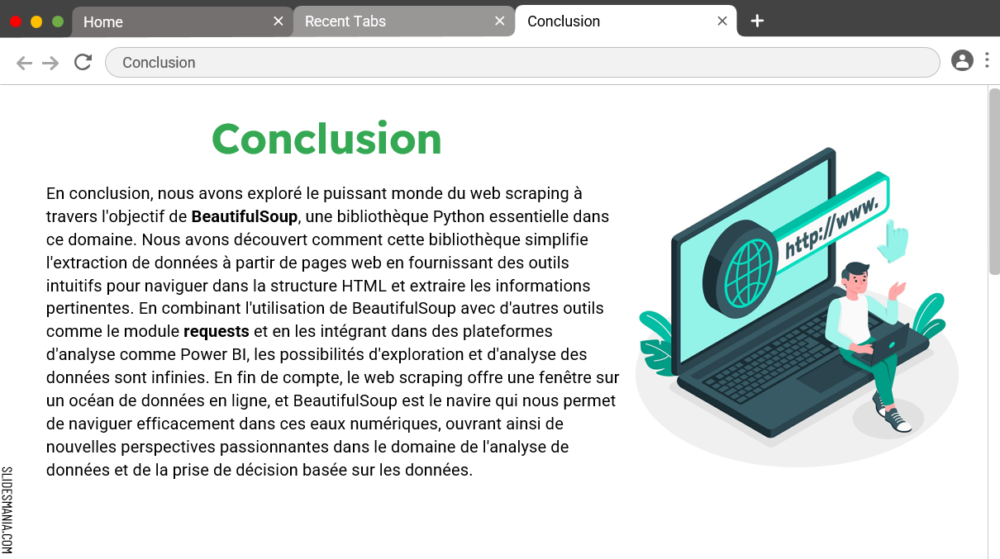 Home
Recent Tabs
Conclusion
Conclusion
Conclusion
En conclusion, nous avons exploré le puissant monde du web scraping à
travers l'objectif de BeautifulSoup, une bibliothèque Python essentielle dans
ce domaine. Nous avons découvert comment cette bibliothèque simplifie
l'extraction de données à partir de pages web en fournissant des outils
intuitifs pour naviguer dans la structure HTML et extraire les informations
pertinentes. En combinant l'utilisation de BeautifulSoup avec d'autres outils
comme le module requests et en les intégrant dans des plateformes
d'analyse comme Power BI, les possibilités d'exploration et d'analyse des
données sont infinies. En fin de compte, le web scraping offre une fenêtre sur
un océan de données en ligne, et BeautifulSoup est le navire qui nous permet
de naviguer efficacement dans ces eaux numériques, ouvrant ainsi de
nouvelles perspectives passionnantes dans le domaine de l'analyse de
données et de la prise de décision basée sur les données.
http://www.
SLIDESMANIA.COM